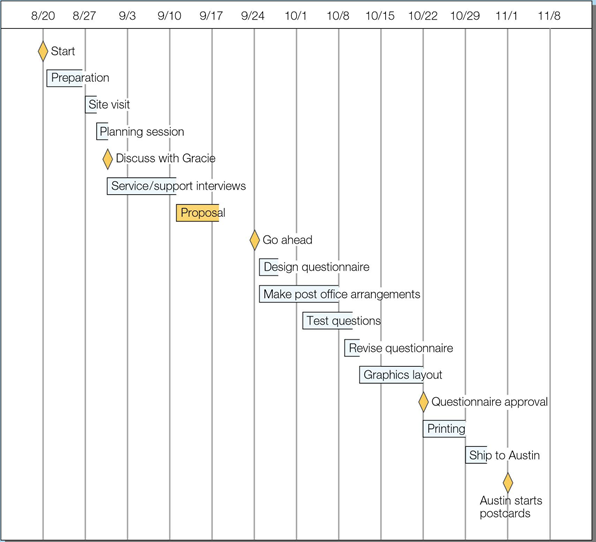 8/20 8/27 9/3 9/10 9/17 9/24 10/1 10/8 10/15 10/22 10/29 11/1 11/8
Start
Preparation
Site visit
Planning session
Discuss with Gracie
Service/support interviews
Proposal
Go ahead
Design questionnaire
Make post office arrangements
Test questions
Revise questionnaire
Graphics layout
Questionnaire approval
Printing
Ship to Austin
Austin starts
postcards